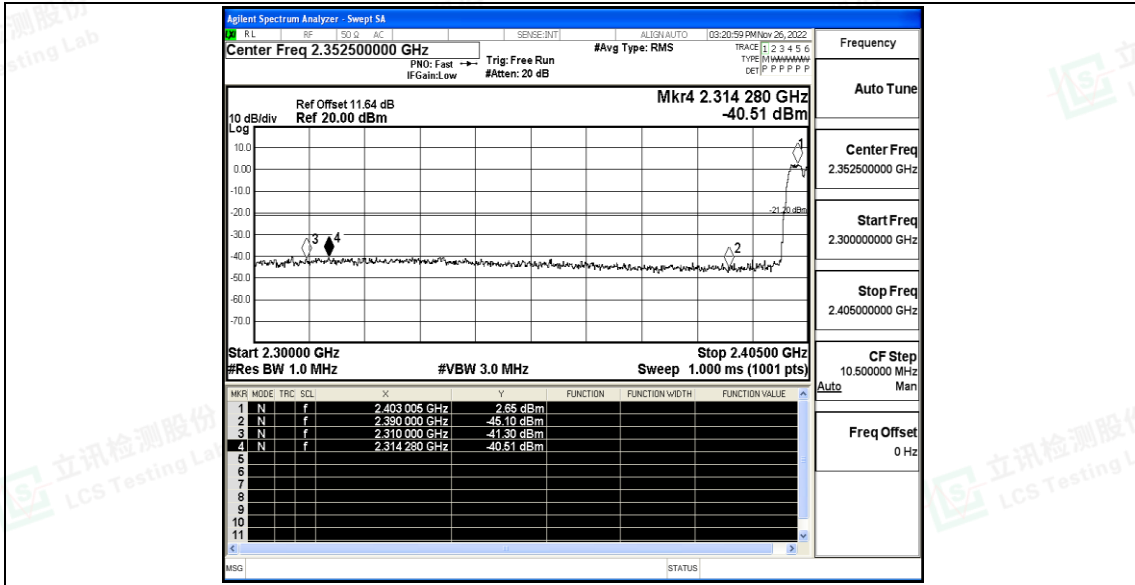 Agilent Spectrum Analyzer - Swept SA
LXI RL RF 50 Ω AC SENSE:INT ALIGN AUTO 03:20:59 PM Nov 26, 2022
Center Freq 2.352500000 GHz #Avg Type: RMS TRACE 1 2 3 4 5 6
PNO: Fast Trig: Free Run TYPE M WWWWW
IFGain:Low #Atten: 20 dB DET P P P P P P
Frequency
Auto Tune
Center Freq
2.352500000 GHz
Start Freq
2.300000000 GHz
Stop Freq
2.405000000 GHz
CF Step
10.500000 MHz
Auto Man
Freq Offset
0 Hz
Mkr4 2.314 280 GHz
-40.51 dBm
Ref Offset 11.64 dB
10 dB/div Ref 20.00 dBm
Log
10.0
0.00
-10.0
-20.0
-30.0
-40.0
-50.0
-60.0
-70.0
1
-21.20 dBm
3
4
2
Start 2.30000 GHz Stop 2.40500 GHz
#Res BW 1.0 MHz #VBW 3.0 MHz Sweep 1.000 ms (1001 pts)
MKR MODE TRC SCL X Y FUNCTION FUNCTION WIDTH FUNCTION VALUE
1 N f 2.403 005 GHz 2.65 dBm
2 N f 2.390 000 GHz -45.10 dBm
3 N f 2.310 000 GHz -41.30 dBm
4 N f 2.314 280 GHz -40.51 dBm
5
6
7
8
9
10
11
MSG STATUS
立讯检测股份
LCS Testing Lab
立讯检测股份
LCS Testing L